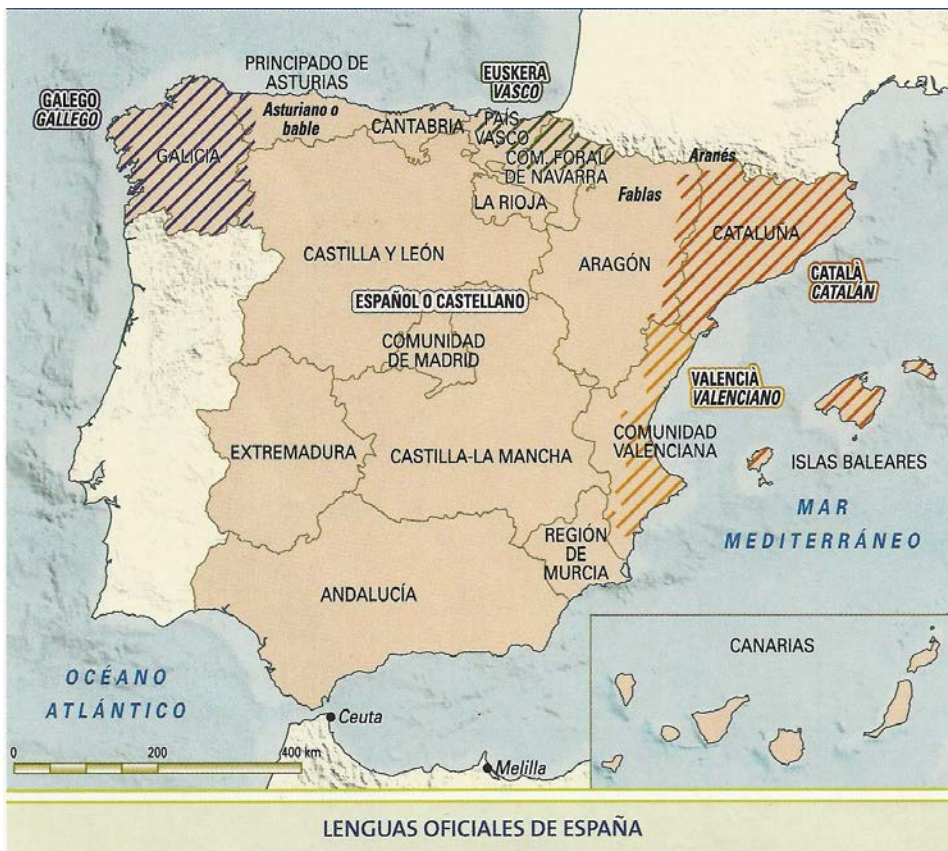 PRINCIPADO DE
ASTURIAS
EUSKERA
VASCO
GALEGO
GALLEGO
Asturiano o
bable
CANTABRIA
PAÍS
VASCO
GALICIA
COM. FORAL
DE NAVARRA
Aranés
LA RIOJA
Fablas
CATALUÑA
CASTILLA Y LEÓN
ARAGÓN
CATALÀ
CATALÁN
ESPAÑOL O CASTELLANO
COMUNIDAD
DE MADRID
VALENCIÀ
VALENCIANO
EXTREMADURA
CASTILLA-LA MANCHA
COMUNIDAD
VALENCIANA
ISLAS BALEARES
MAR
MEDITERRÁNEO
REGIÓN
DE
MURCIA
ANDALUCÍA
CANARIAS
OCÉANO
ATLÁNTICO
Ceuta
0 200 400 km
Melilla
LENGUAS OFICIALES DE ESPAÑA